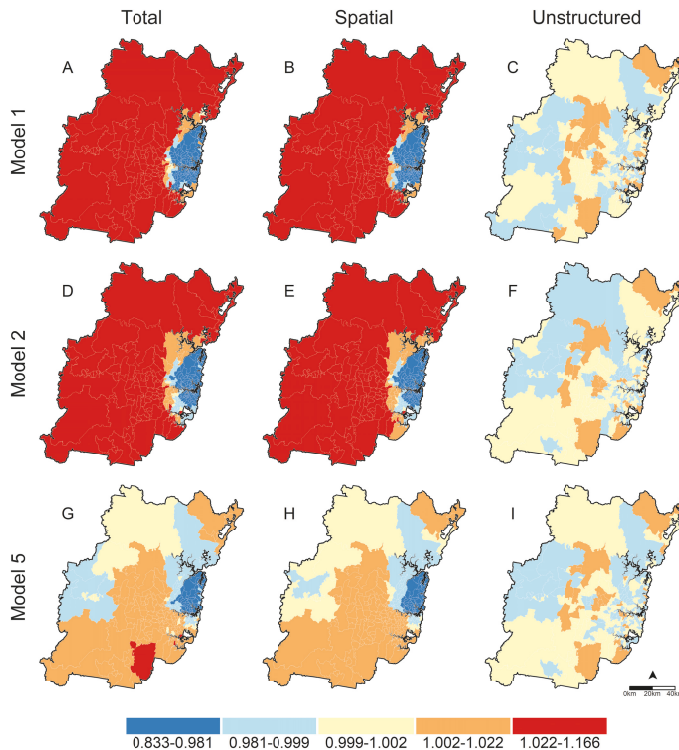 Total Spatial Unstructured
Model 1
A B C
Model 2
D E F
Model 5
G H I
0km 20km 40km
0.833-0.981 0.981-0.999 0.999-1.002 1.002-1.022 1.022-1.166